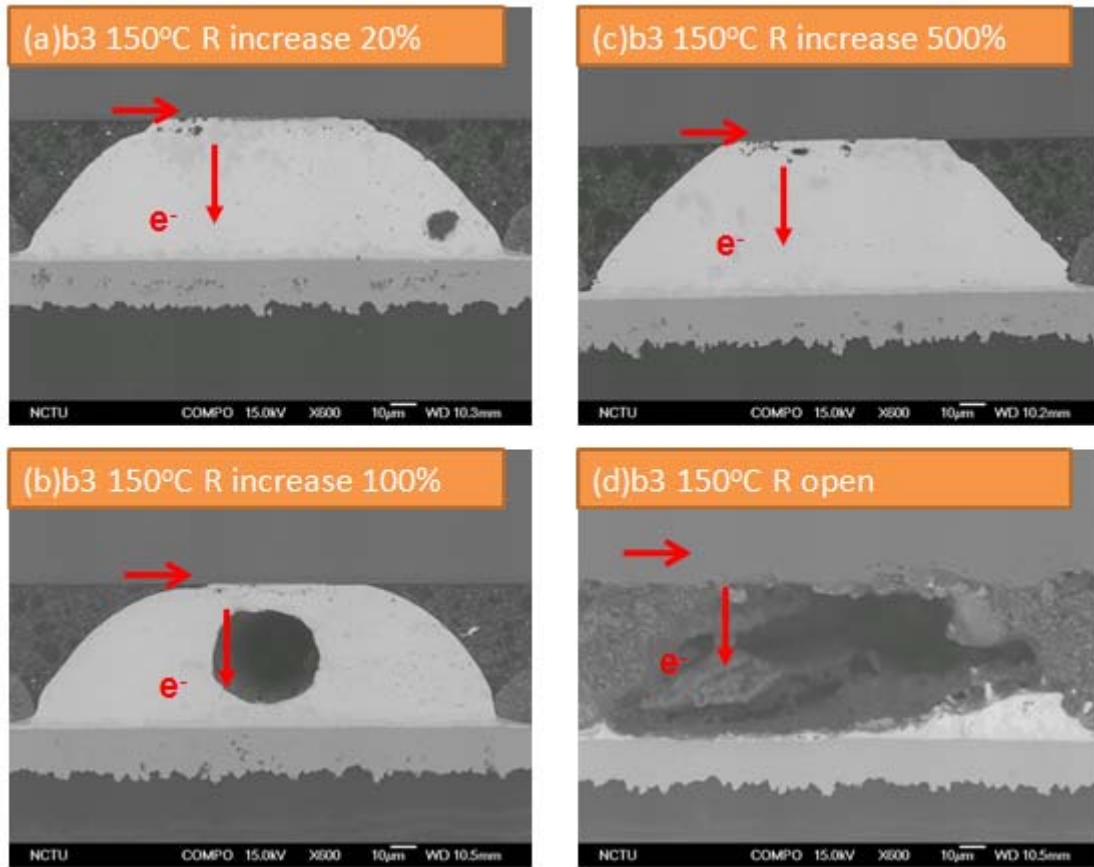 (a)b3 150°C R increase 20%
e-
NCTU COMPO 15.0kV X600 10µm WD 10.3mm
(c)b3 150°C R increase 500%
e-
NCTU COMPO 15.0kV X600 10µm WD 10.2mm
(b)b3 150°C R increase 100%
e-
NCTU COMPO 15.0kV X600 10µm WD 10.5mm
(d)b3 150°C R open
e-
NCTU COMPO 15.0kV X600 10µm WD 10.5mm